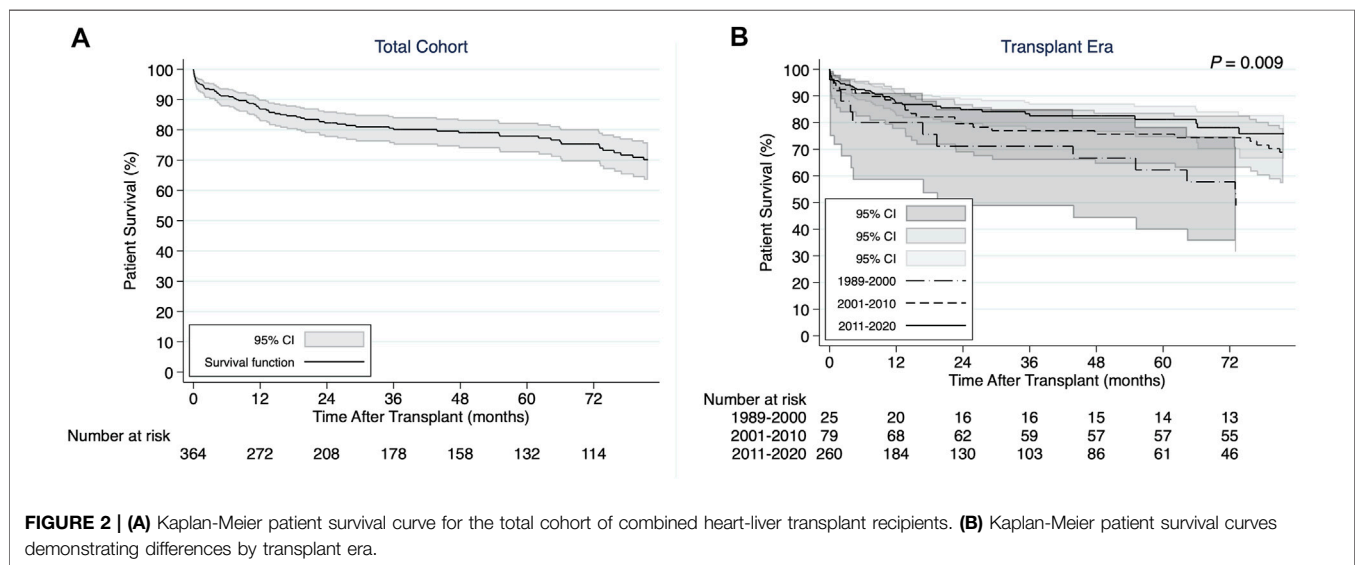 A
Total Cohort
100
90
80
70
60
50
40
30
20
10
0
Patient Survival (%)
95% CI
Survival function
0 12 24 36 48 60 72
Time After Transplant (months)
Number at risk
364 272 208 178 158 132 114
B
Transplant Era
P = 0.009
100
90
80
70
60
50
40
30
20
10
0
Patient Survival (%)
95% CI
95% CI
95% CI
1989-2000
2001-2010
2011-2020
0 12 24 36 48 60 72
Time After Transplant (months)
Number at risk
1989-2000 25 20 16 16 15 14 13
2001-2010 79 68 62 59 57 57 55
2011-2020 260 184 130 103 86 61 46
FIGURE 2 | (A) Kaplan-Meier patient survival curve for the total cohort of combined heart-liver transplant recipients. (B) Kaplan-Meier patient survival curves
demonstrating differences by transplant era.